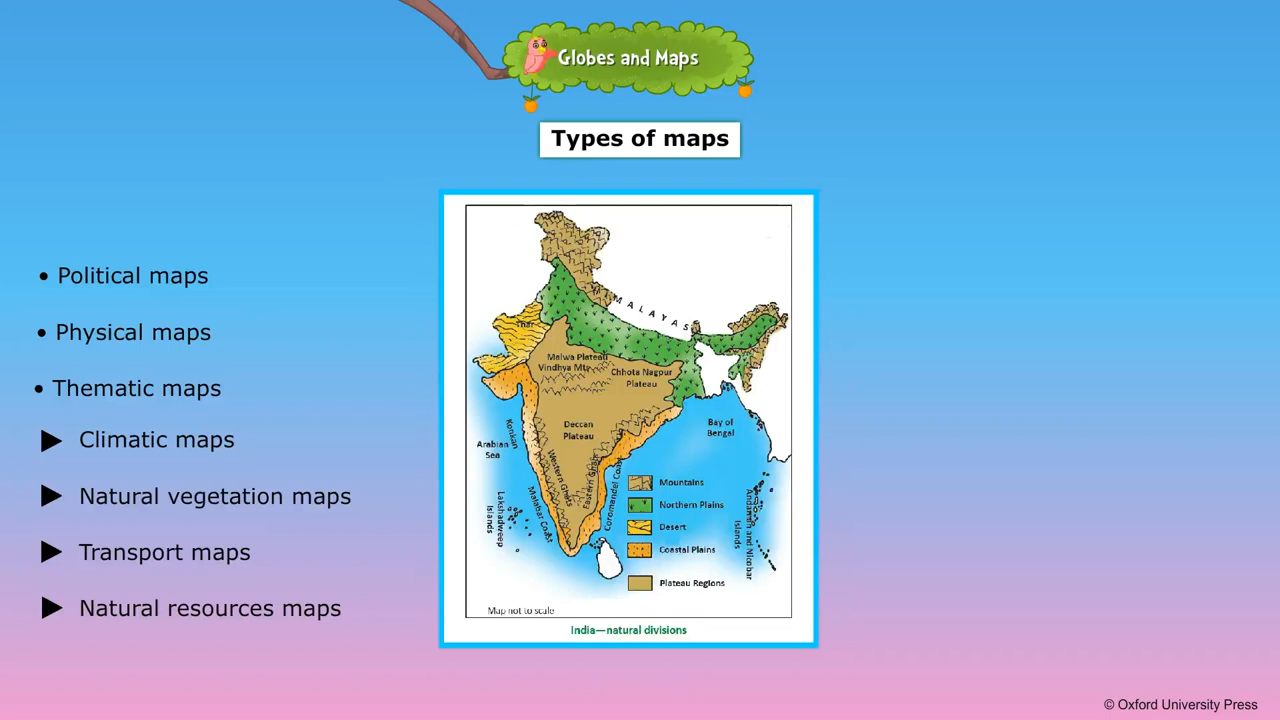 Globes and Maps
Types of maps
• Political maps
• Physical maps
• Thematic maps
▶ Climatic maps
▶ Natural vegetation maps
▶ Transport maps
▶ Natural resources maps
HIMALAYAS
Thar
Malwa Plateau
Vindhya Mts.
Chhota Nagpur
Plateau
Deccan
Plateau
Bay of
Bengal
Arabian
Sea
Konkan
Western Ghats
Eastern Ghats
Malabar Coast
Coromandel Coast
Lakshadweep
Islands
Andaman and Nicobar
Islands
Mountains
Northern Plains
Desert
Coastal Plains
Plateau Regions
Map not to scale
India—natural divisions
© Oxford University Press